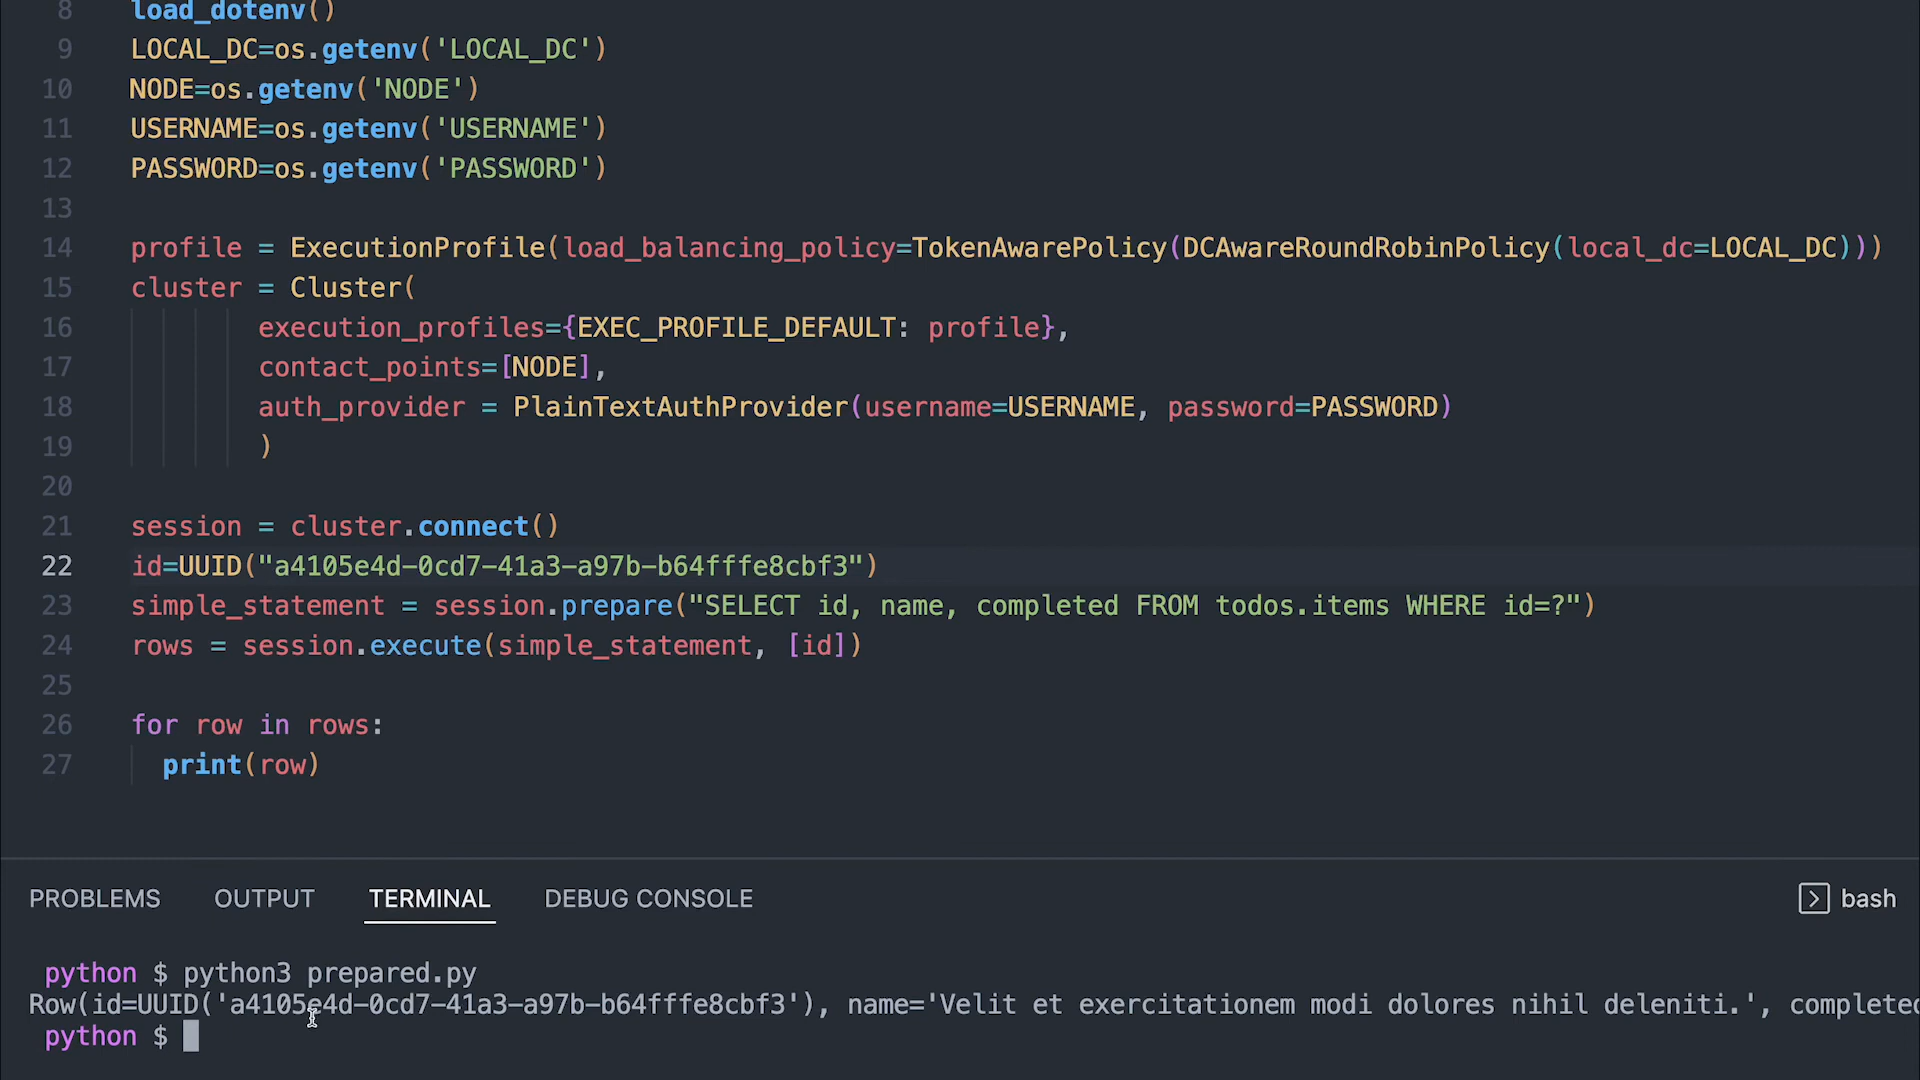 8 load_dotenv()
9 LOCAL_DC=os.getenv('LOCAL_DC')
10 NODE=os.getenv('NODE')
11 USERNAME=os.getenv('USERNAME')
12 PASSWORD=os.getenv('PASSWORD')
13
14 profile = ExecutionProfile(load_balancing_policy=TokenAwarePolicy(DCAwareRoundRobinPolicy(local_dc=LOCAL_DC)))
15 cluster = Cluster(
16         execution_profiles={EXEC_PROFILE_DEFAULT: profile},
17         contact_points=[NODE],
18         auth_provider = PlainTextAuthProvider(username=USERNAME, password=PASSWORD)
19         )
20
21 session = cluster.connect()
22 id=UUID("a4105e4d-0cd7-41a3-a97b-b64fffe8cbf3")
23 simple_statement = session.prepare("SELECT id, name, completed FROM todos.items WHERE id=?")
24 rows = session.execute(simple_statement, [id])
25
26 for row in rows:
27   print(row)
PROBLEMS OUTPUT TERMINAL DEBUG CONSOLE bash
python $ python3 prepared.py
Row(id=UUID('a4105e4d-0cd7-41a3-a97b-b64fffe8cbf3'), name='Velit et exercitationem modi dolores nihil deleniti.', completed
python $